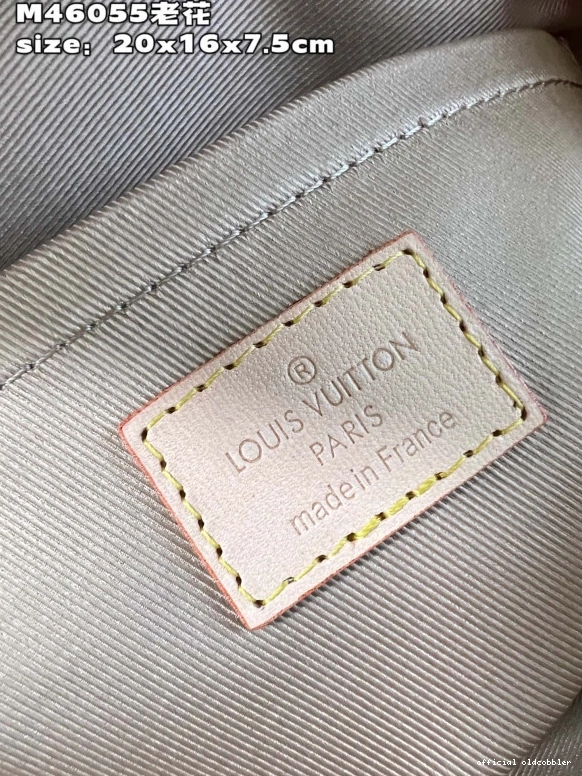 M46055老花
size：20x16x7.5cm
®
LOUIS VUITTON
PARIS
made in France
official oldcobbler